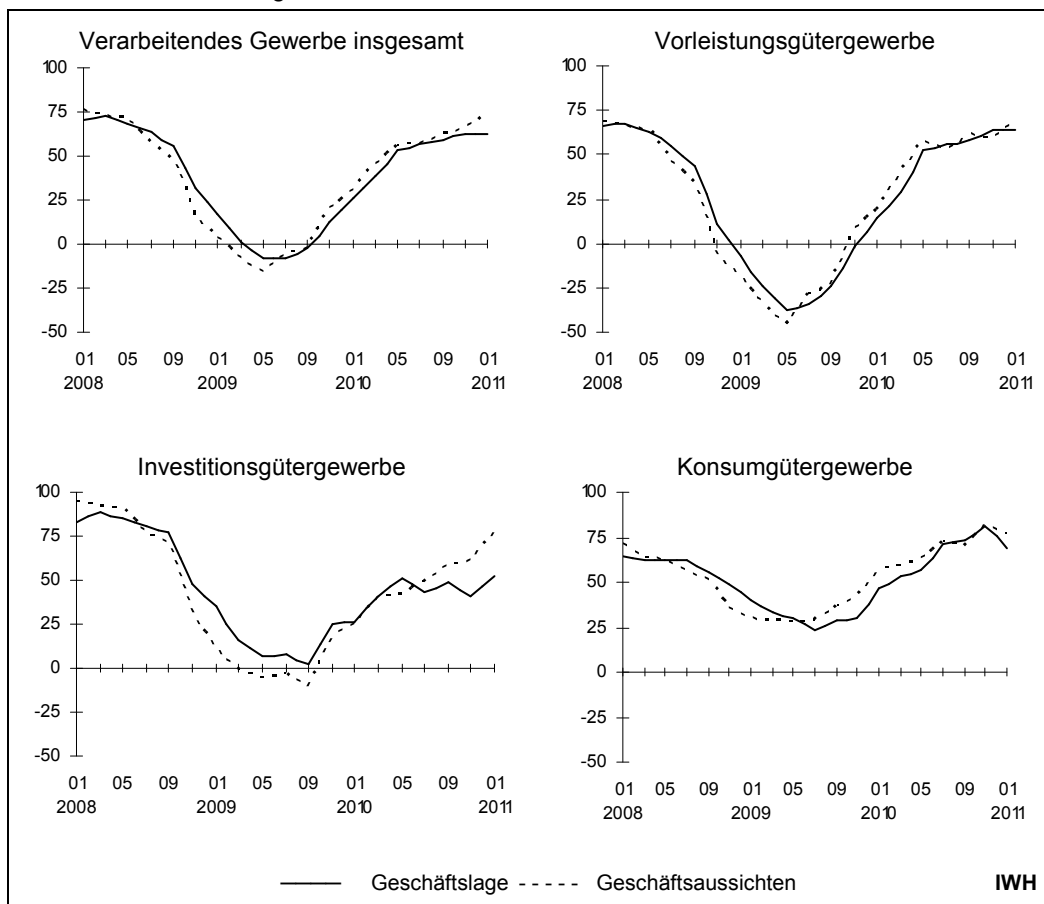 Verarbeitendes Gewerbe insgesamt
100
75
50
25
0
-25
-50
01 05 09 01 05 09 01 05 09 01
2008 2009 2010 2011
Vorleistungsgütergewerbe
100
75
50
25
0
-25
-50
01 05 09 01 05 09 01 05 09 01
2008 2009 2010 2011
Investitionsgütergewerbe
100
75
50
25
0
-25
-50
01 05 09 01 05 09 01 05 09 01
2008 2009 2010 2011
Konsumgütergewerbe
100
75
50
25
0
-25
-50
01 05 09 01 05 09 01 05 09 01
2008 2009 2010 2011
Geschäftslage Geschäftsaussichten IWH